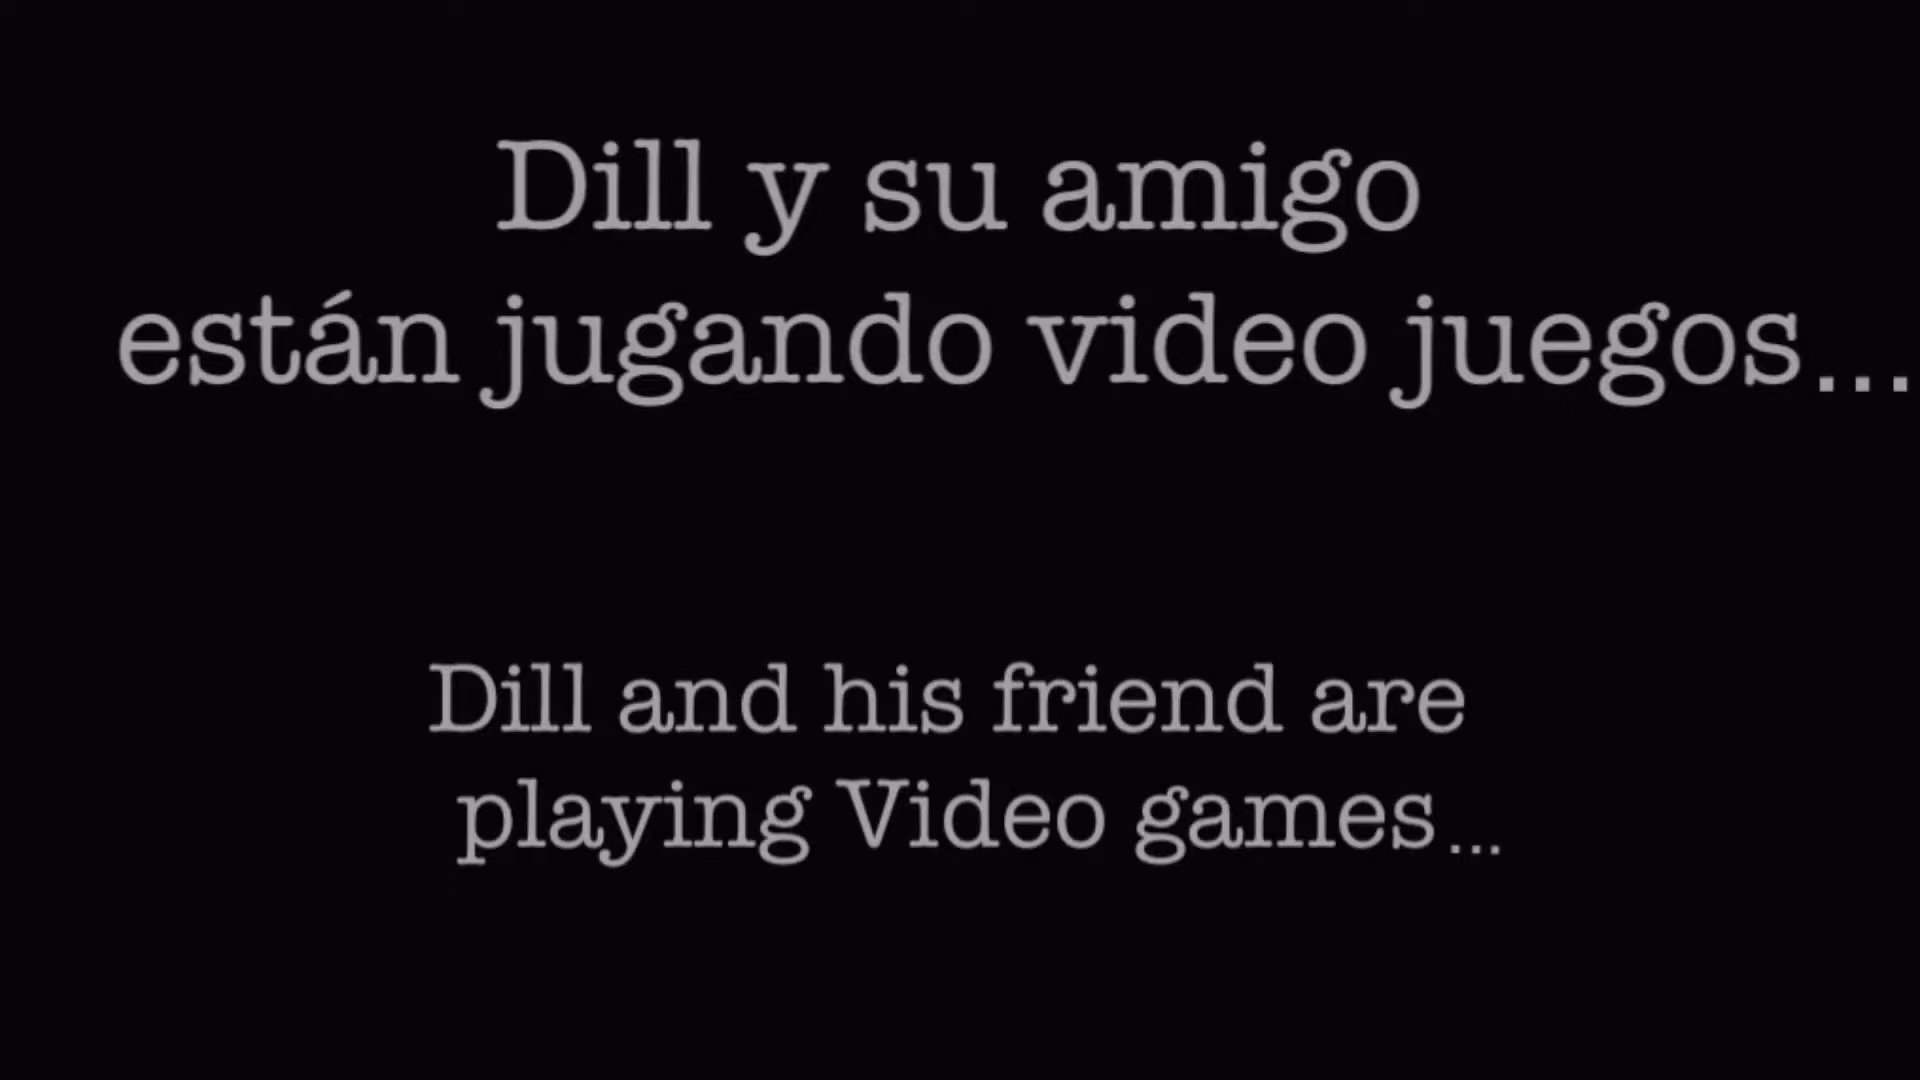 Dill y su amigo
están jugando video juegos...
Dill and his friend are
playing Video games...